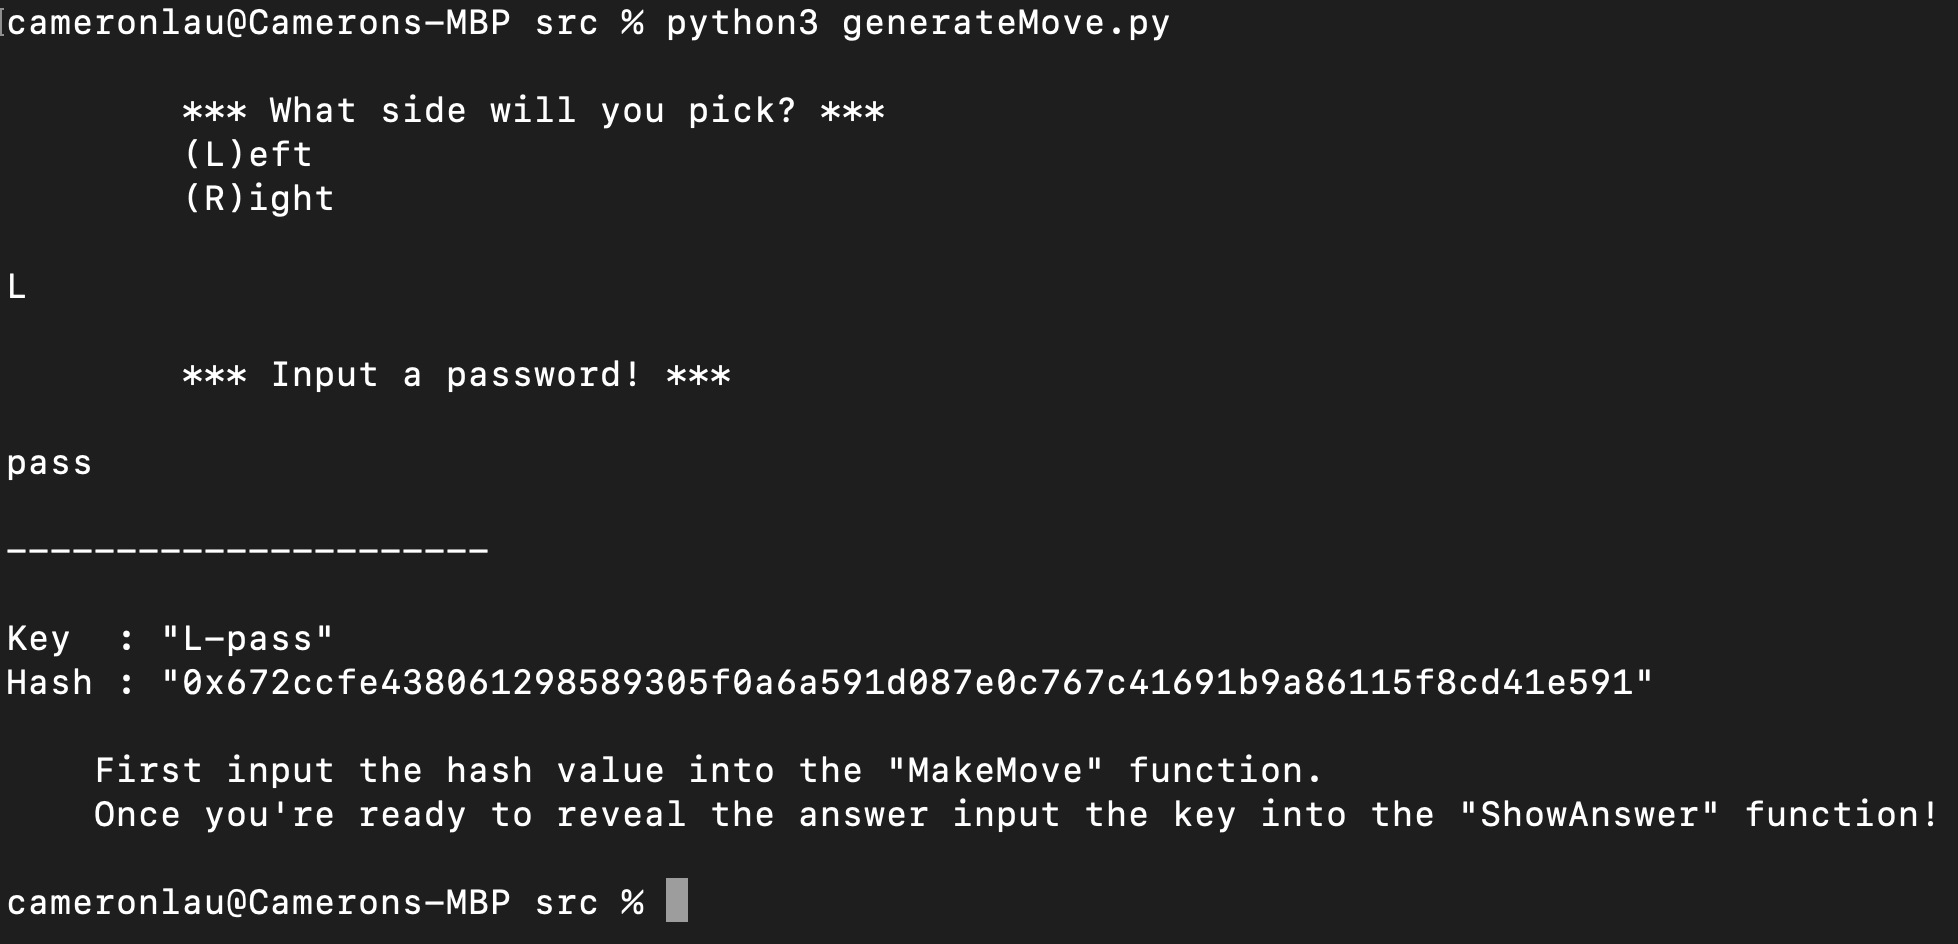 cameronlau@Camerons-MBP src % python3 generateMove.py
*** What side will you pick? ***
(L)eft
(R)ight
L
*** Input a password! ***
pass
----------------------
Key  : "L-pass"
Hash : "0x672ccfe438061298589305f0a6a591d087e0c767c41691b9a86115f8cd41e591"
First input the hash value into the "MakeMove" function.
Once you're ready to reveal the answer input the key into the "ShowAnswer" function!
cameronlau@Camerons-MBP src %